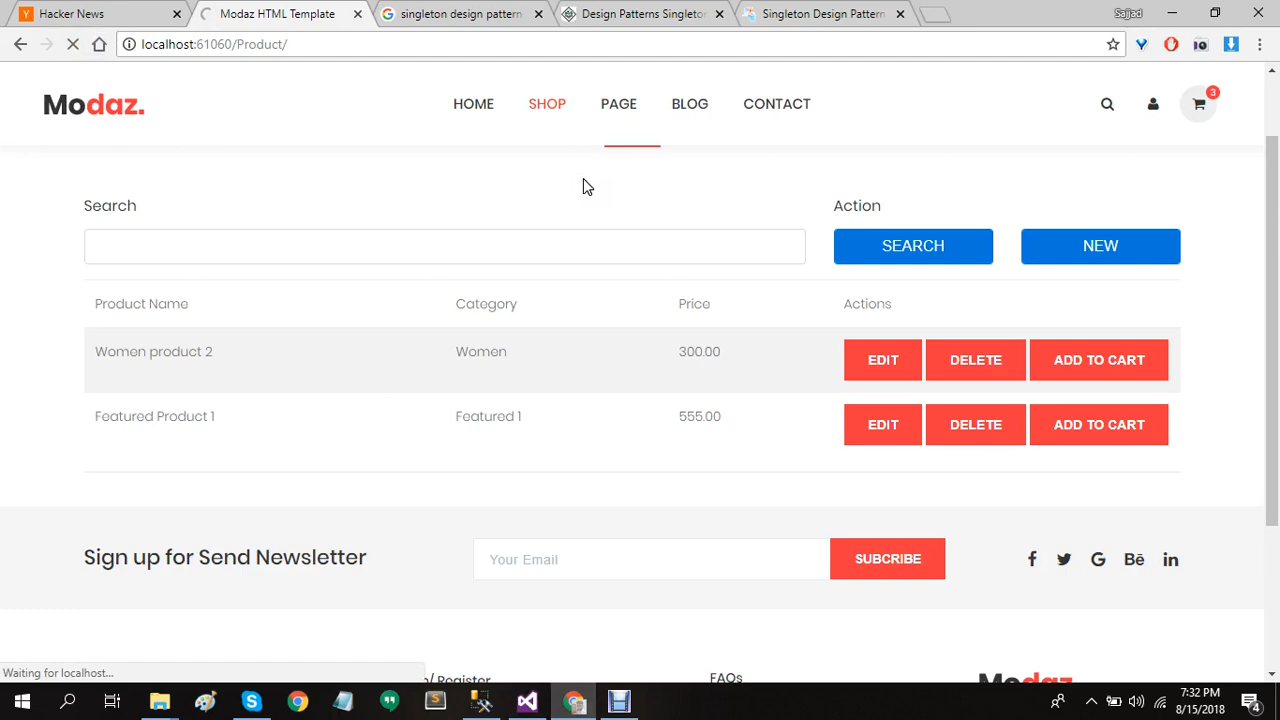 Hacker News
Modaz HTML Template
singleton design pattern
Design Patterns Singleton
Singleton Design Pattern
Sajjad
localhost:61060/Product/
Modaz.
HOME
SHOP
PAGE
BLOG
CONTACT
3
Search
Action
SEARCH
NEW
Product Name
Category
Price
Actions
Women product 2
Women
300.00
EDIT
DELETE
ADD TO CART
Featured Product 1
Featured 1
555.00
EDIT
DELETE
ADD TO CART
Sign up for Send Newsletter
Your Email
SUBCRIBE
Waiting for localhost...
/ Register
FAQs
Modaz.
7:32 PM
8/15/2018
4